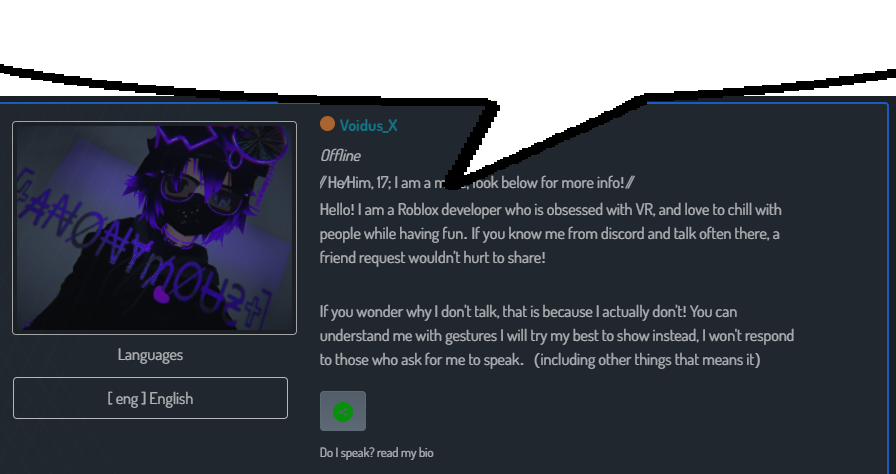 Voidus_X
Offline
// He/Him, 17; I am a look below for more info! //
Hello! I am a Roblox developer who is obsessed with VR, and love to chill with
people while having fun. If you know me from discord and talk often there, a
friend request wouldn't hurt to share!
If you wonder why I don't talk, that is because I actually don't! You can
understand me with gestures I will try my best to show instead, I won't respond
to those who ask for me to speak. (including other things that means it)
Do I speak? read my bio
Languages
[ eng ] English